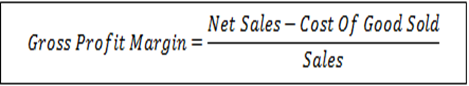 Gross Profit Margin = Net Sales – Cost Of Good Sold
Sales